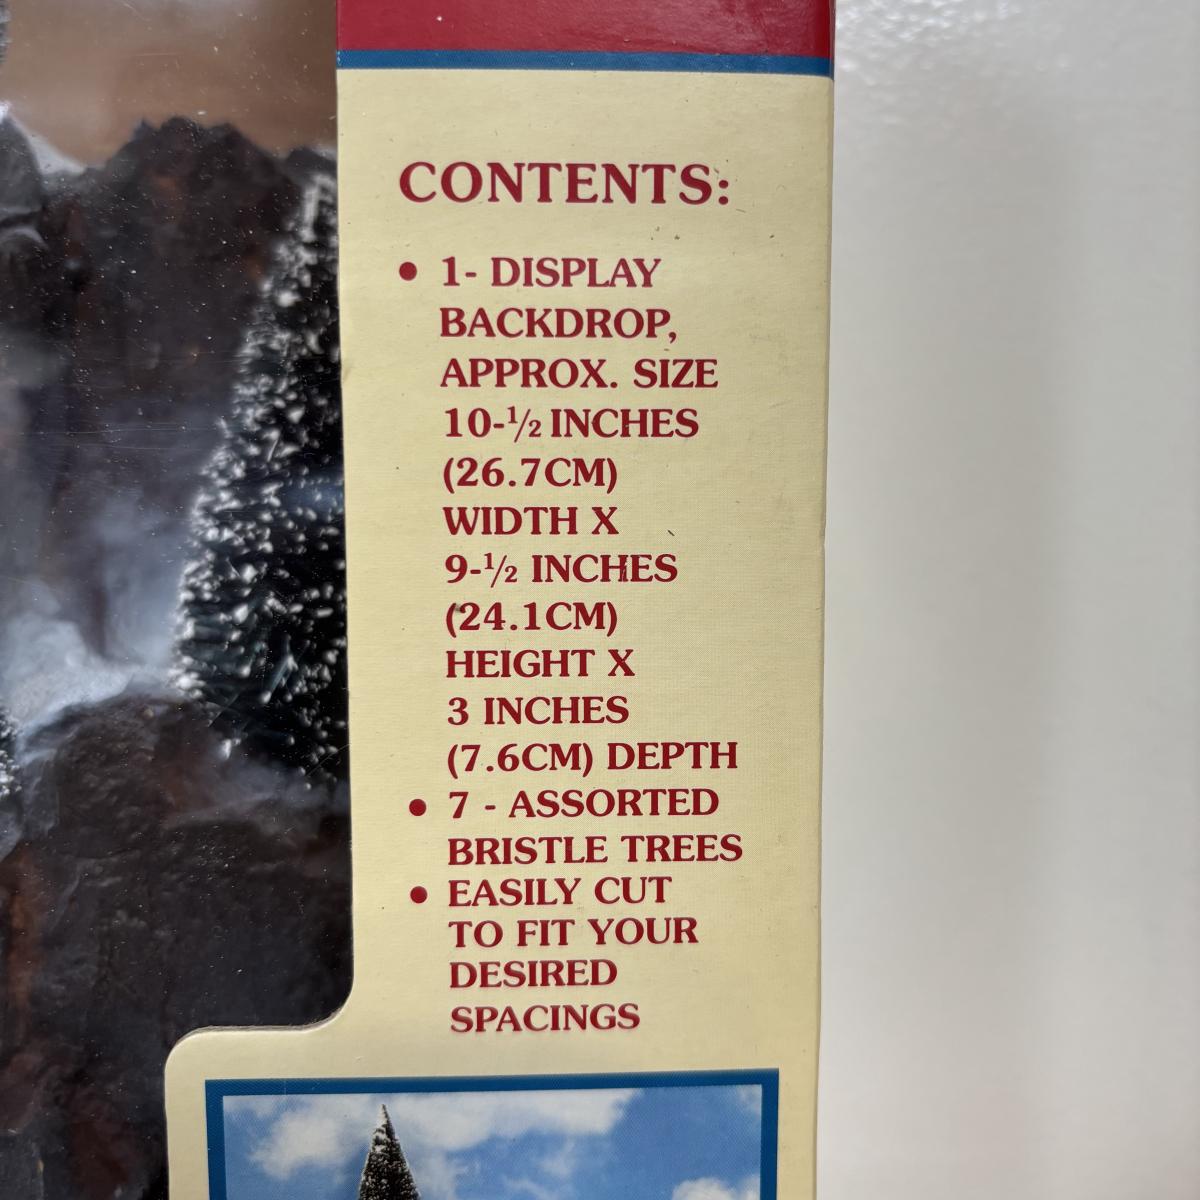 CONTENTS:
• 1- DISPLAY
BACKDROP,
APPROX. SIZE
10-½ INCHES
(26.7CM)
WIDTH X
9-½ INCHES
(24.1CM)
HEIGHT X
3 INCHES
(7.6CM) DEPTH
• 7 - ASSORTED
BRISTLE TREES
• EASILY CUT
TO FIT YOUR
DESIRED
SPACINGS